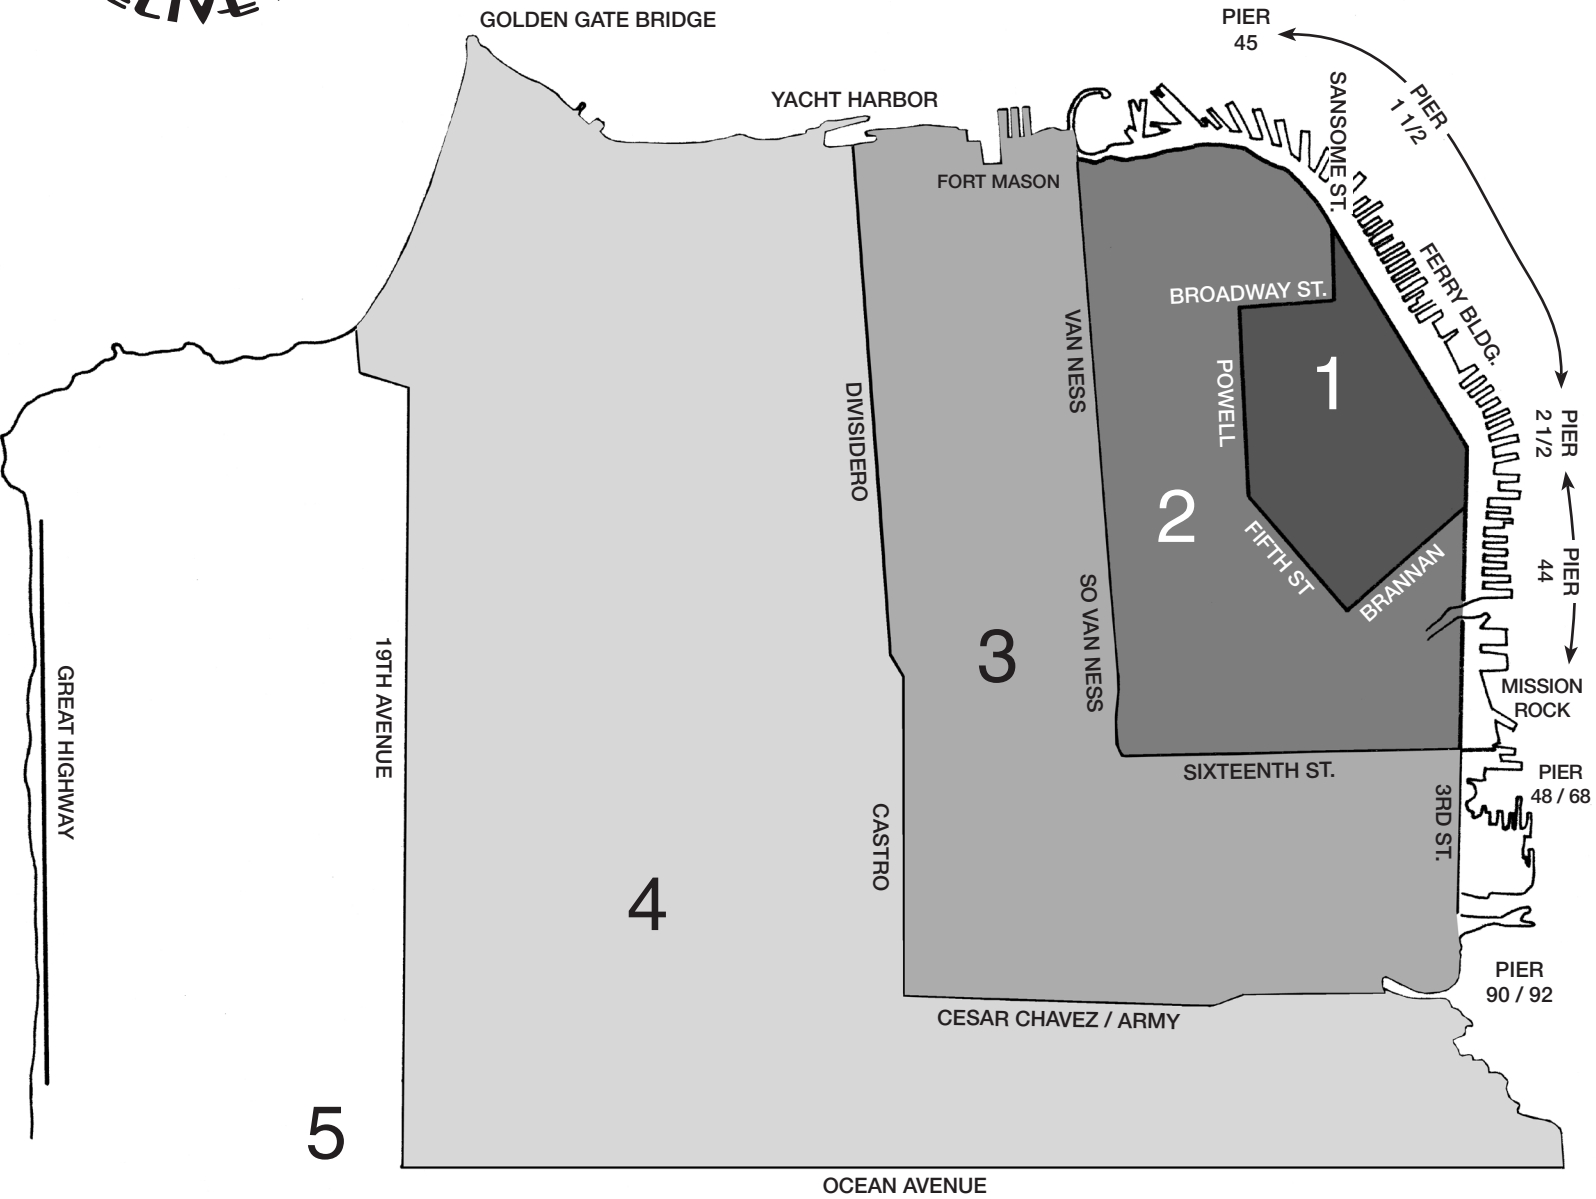 GOLDEN GATE BRIDGE
PIER
45
YACHT HARBOR
SANSOME ST.
PIER
1 1/2
FORT MASON
FERRY BLDG.
BROADWAY ST.
VAN NESS
POWELL
1
DIVISIDERO
PIER
2 1/2
2
FIFTH ST
BRANNAN
PIER
44
SO VAN NESS
3
19TH AVENUE
GREAT HIGHWAY
MISSION
ROCK
SIXTEENTH ST.
PIER
48 / 68
3RD ST.
CASTRO
4
PIER
90 / 92
CESAR CHAVEZ / ARMY
5
OCEAN AVENUE